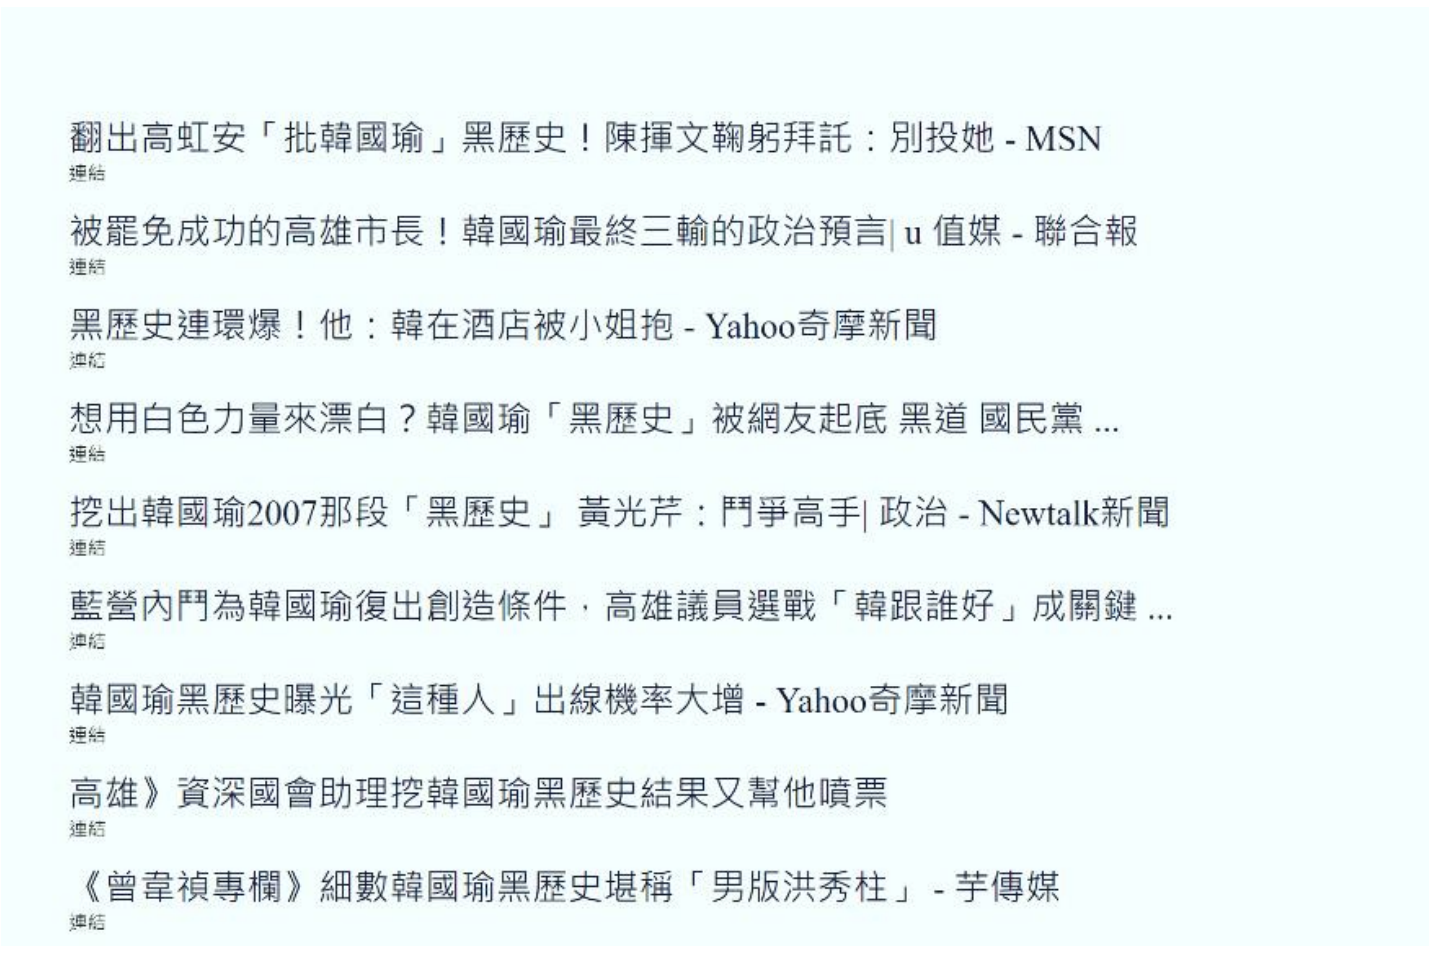 翻出高虹安「批韓國瑜」黑歷史！陳揮文鞠躬拜託：別投她 - MSN
連結
被罷免成功的高雄市長！韓國瑜最終三輸的政治預言| u 值媒 - 聯合報
連結
黑歷史連環爆！他：韓在酒店被小姐抱 - Yahoo奇摩新聞
連結
想用白色力量來漂白？韓國瑜「黑歷史」被網友起底 黑道 國民黨 ...
連結
挖出韓國瑜2007那段「黑歷史」 黃光芹：鬥爭高手| 政治 - Newtalk新聞
連結
藍營內鬥為韓國瑜復出創造條件，高雄議員選戰「韓跟誰好」成關鍵 ...
連結
韓國瑜黑歷史曝光「這種人」出線機率大增 - Yahoo奇摩新聞
連結
高雄》資深國會助理挖韓國瑜黑歷史結果又幫他噴票
連結
《曾韋禎專欄》細數韓國瑜黑歷史堪稱「男版洪秀柱」 - 芋傳媒
連結